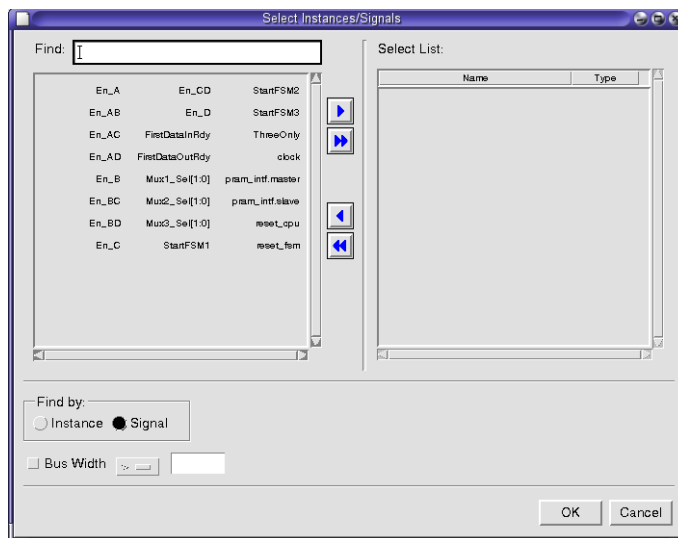 Select Instances/Signals
Find:
Select List:
Name Type
En_A En_CD StartFSM2
En_AB En_D StartFSM3
En_AC FirstDataInRdy ThreeOnly
En_AD FirstDataOutRdy clock
En_B Mux1_Sel[1:0] pram_intf.master
En_BC Mux2_Sel[1:0] pram_intf.slave
En_BD Mux3_Sel[1:0] reset_cpu
En_C StartFSM1 reset_fsm
Find by:
Instance Signal
Bus Width >
OK Cancel